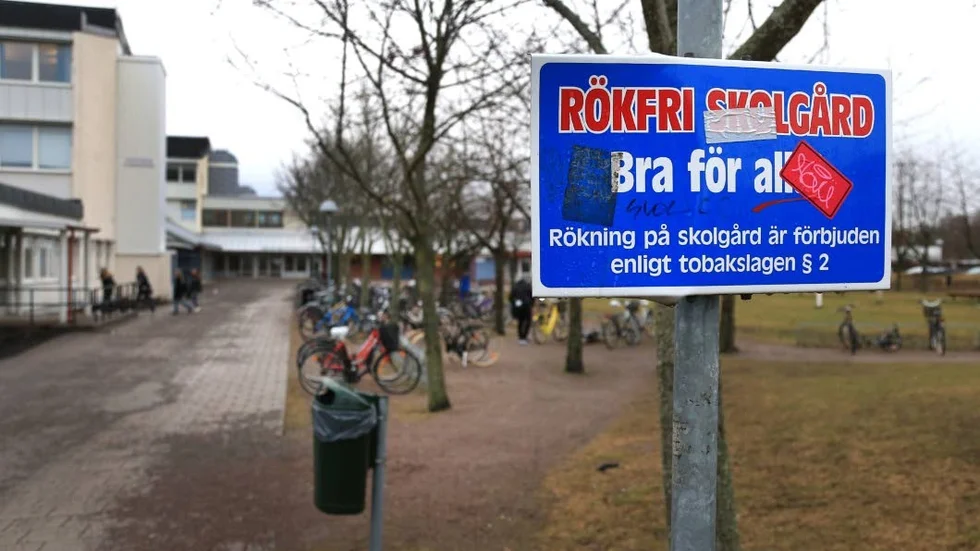 RÖKFRI SKOLGÅRD
Bra för all
Rökning på skolgård är förbjuden
enligt tobakslagen § 2